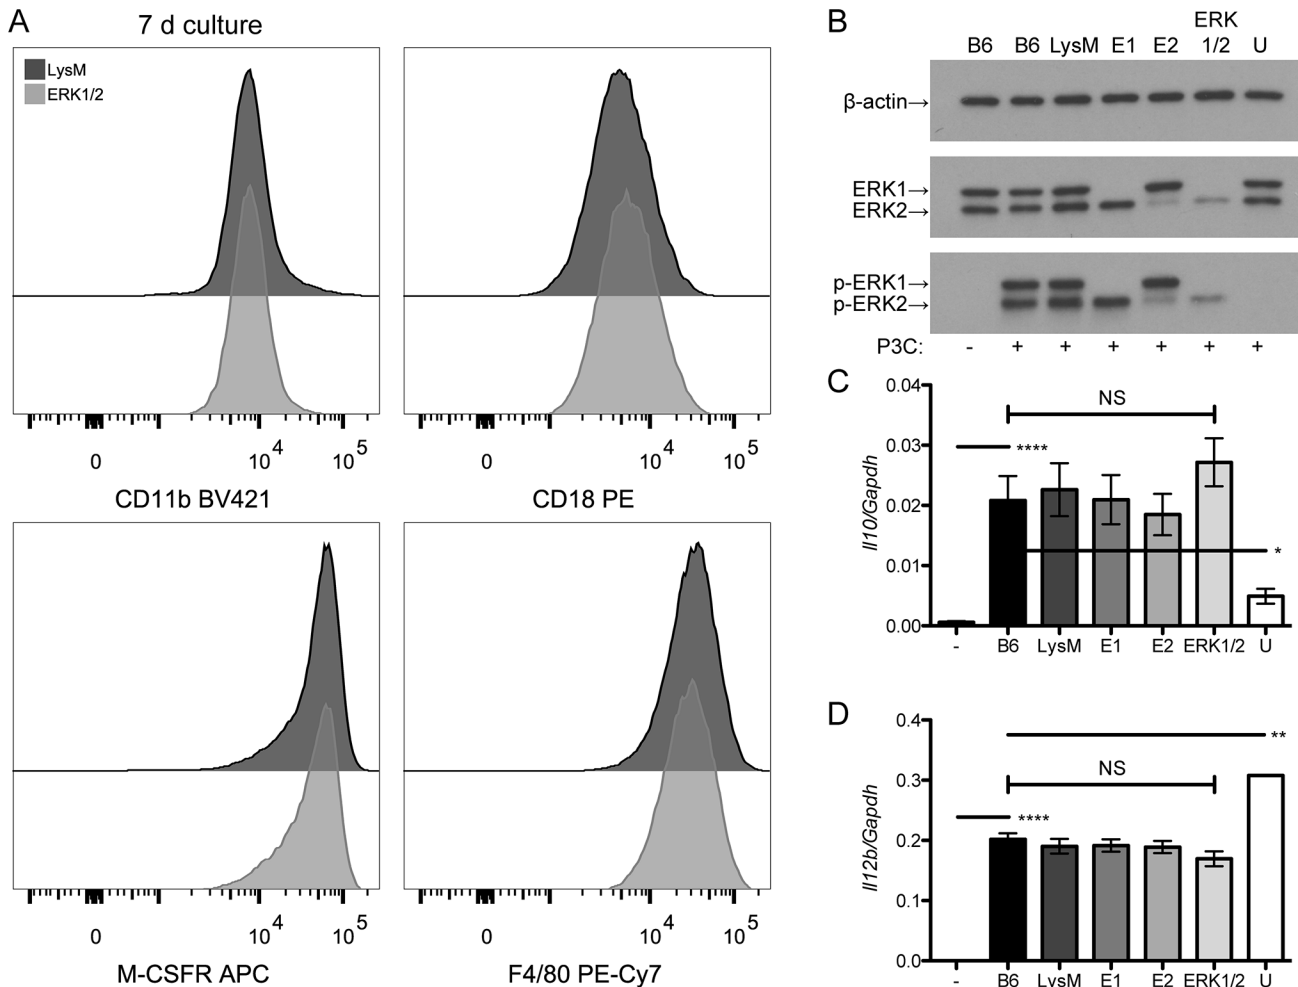 A
7 d culture
LysM
ERK1/2
0 10^4 10^5
CD11b BV421
0 10^4 10^5
CD18 PE
0 10^4 10^5
M-CSFR APC
0 10^4 10^5
F4/80 PE-Cy7
B
B6 B6 LysM E1 E2 ERK 1/2 U
β-actin→
ERK1→
ERK2→
p-ERK1→
p-ERK2→
P3C: - + + + + + +
C
Il10/Gapdh
0.04
0.03
0.02
0.01
0.00
NS
****
*
- B6 LysM E1 E2 ERK1/2 U
D
Il12b/Gapdh
0.4
0.3
0.2
0.1
0.0
**
NS
****
- B6 LysM E1 E2 ERK1/2 U